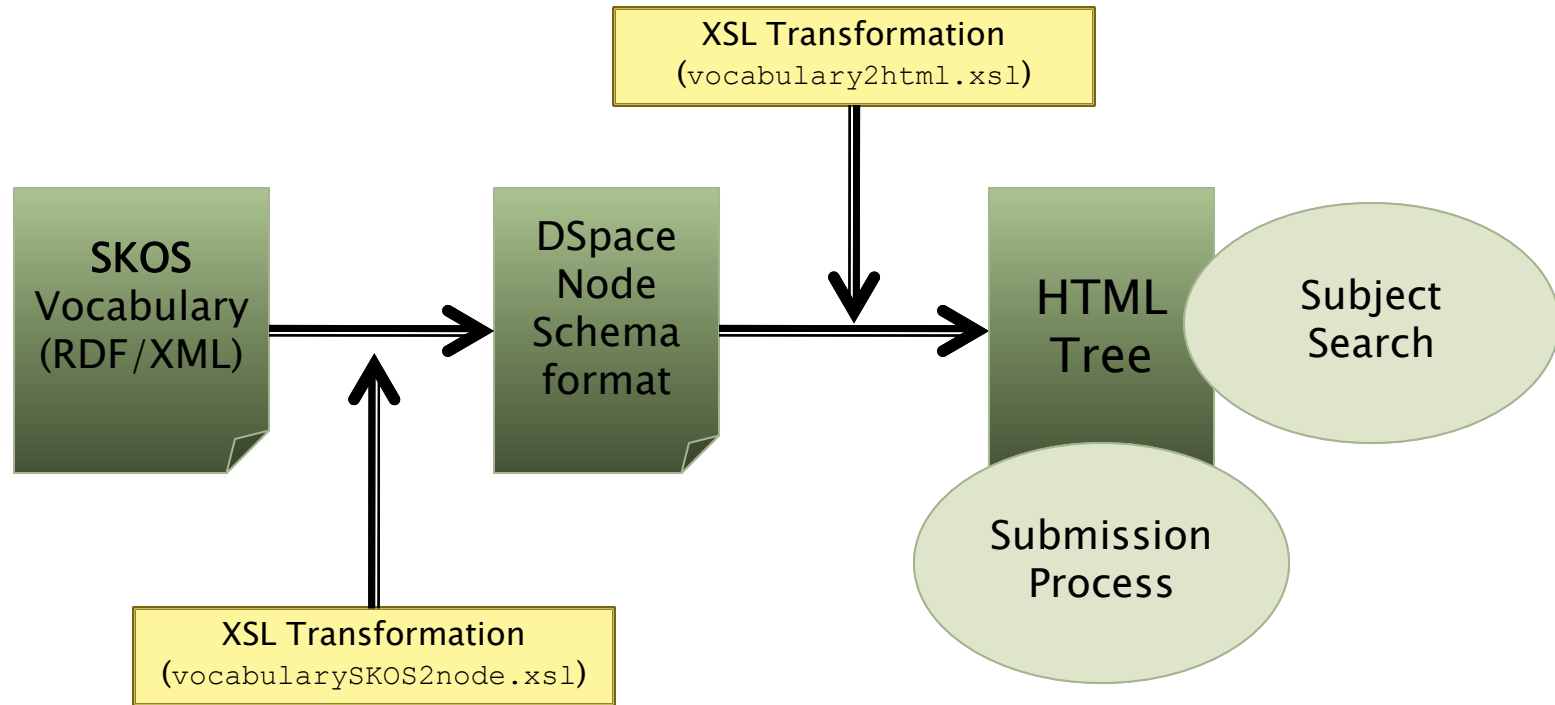 XSL Transformation
(vocabulary2html.xsl)
SKOS
Vocabulary
(RDF/XML)
DSpace
Node
Schema
format
HTML
Tree
Subject
Search
Submission
Process
XSL Transformation
(vocabularySKOS2node.xsl)